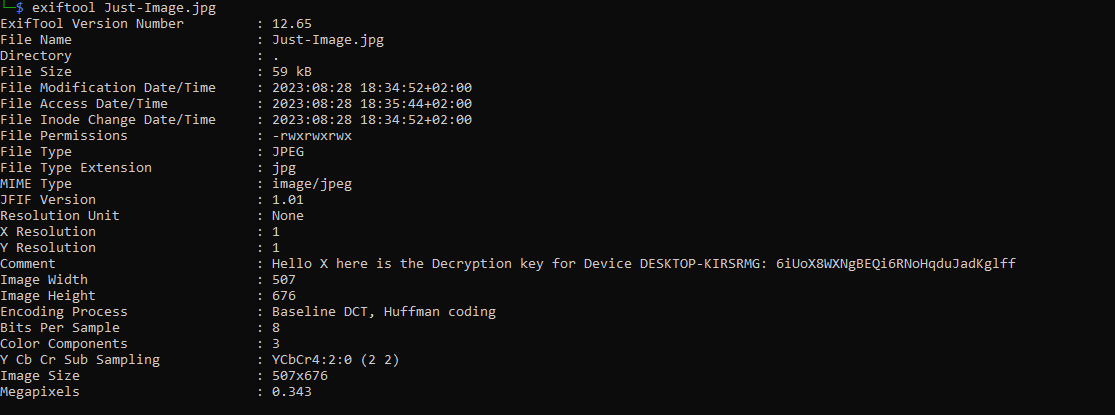 └─$ exiftool Just-Image.jpg
ExifTool Version Number : 12.65
File Name : Just-Image.jpg
Directory : .
File Size : 59 kB
File Modification Date/Time : 2023:08:28 18:34:52+02:00
File Access Date/Time : 2023:08:28 18:35:44+02:00
File Inode Change Date/Time : 2023:08:28 18:34:52+02:00
File Permissions : -rwxrwxrwx
File Type : JPEG
File Type Extension : jpg
MIME Type : image/jpeg
JFIF Version : 1.01
Resolution Unit : None
X Resolution : 1
Y Resolution : 1
Comment : Hello X here is the Decryption key for Device DESKTOP-KIRSRMG: 6iUoX8WXNgBEQi6RNoHqduJadKglff
Image Width : 507
Image Height : 676
Encoding Process : Baseline DCT, Huffman coding
Bits Per Sample : 8
Color Components : 3
Y Cb Cr Sub Sampling : YCbCr4:2:0 (2 2)
Image Size : 507x676
Megapixels : 0.343